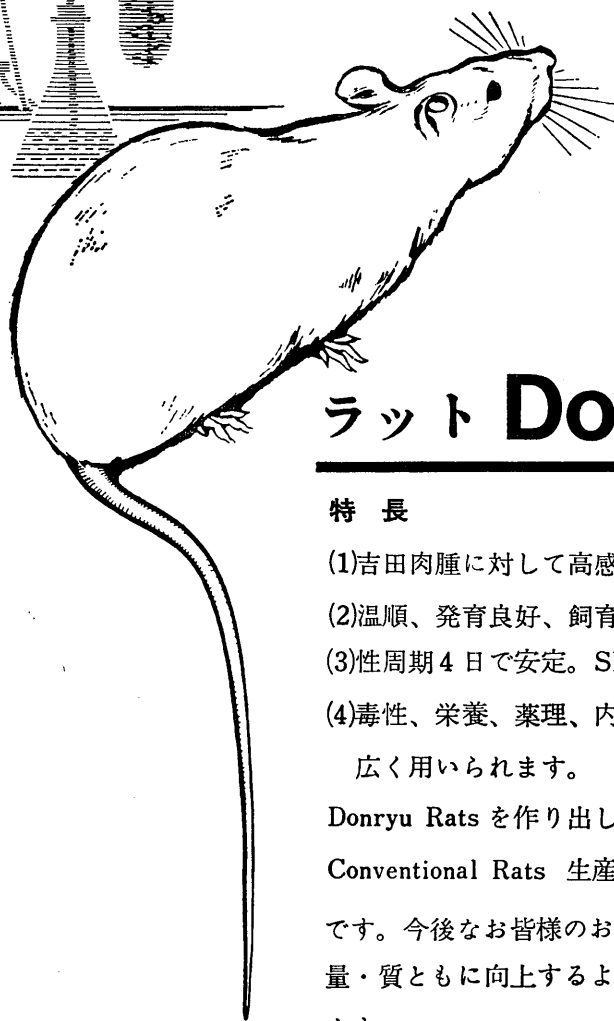 ラット Do
特 長
(1)吉田肉腫に対して高感
(2)温順、発育良好、飼育
(3)性周期4日で安定。S
(4)毒性、栄養、薬理、内
広く用いられます。
Donryu Rats を作り出し
Conventional Rats 生産
です。今後なお皆様のお
量・質ともに向上するよ